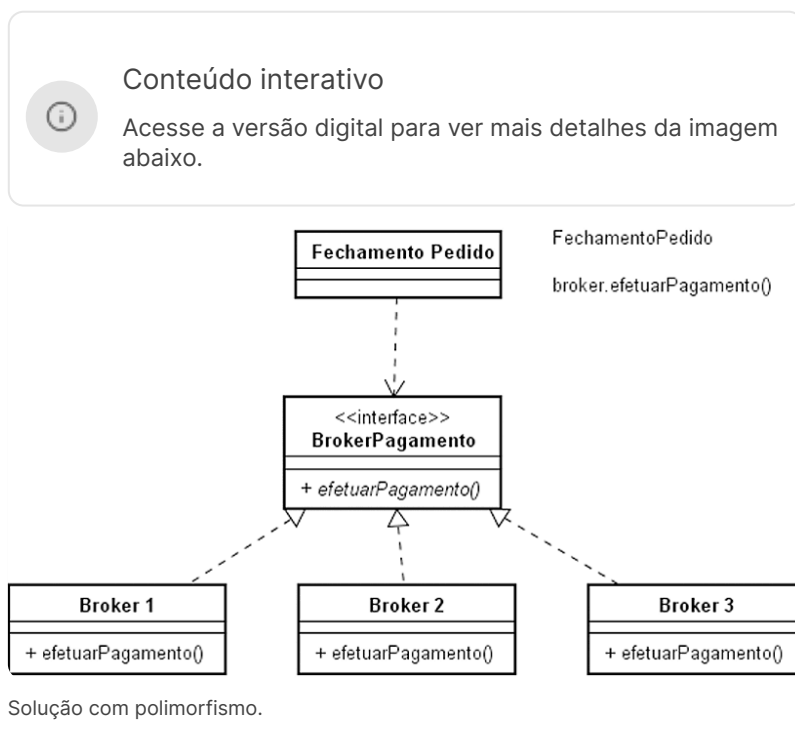 Conteúdo interativo
Acesse a versão digital para ver mais detalhes da imagem
abaixo.
Fechamento Pedido
FechamentoPedido
broker.efetuarPagamento()
<<interface>>
BrokerPagamento
+ efetuarPagamento()
Broker 1
+ efetuarPagamento()
Broker 2
+ efetuarPagamento()
Broker 3
+ efetuarPagamento()
Solução com polimorfismo.